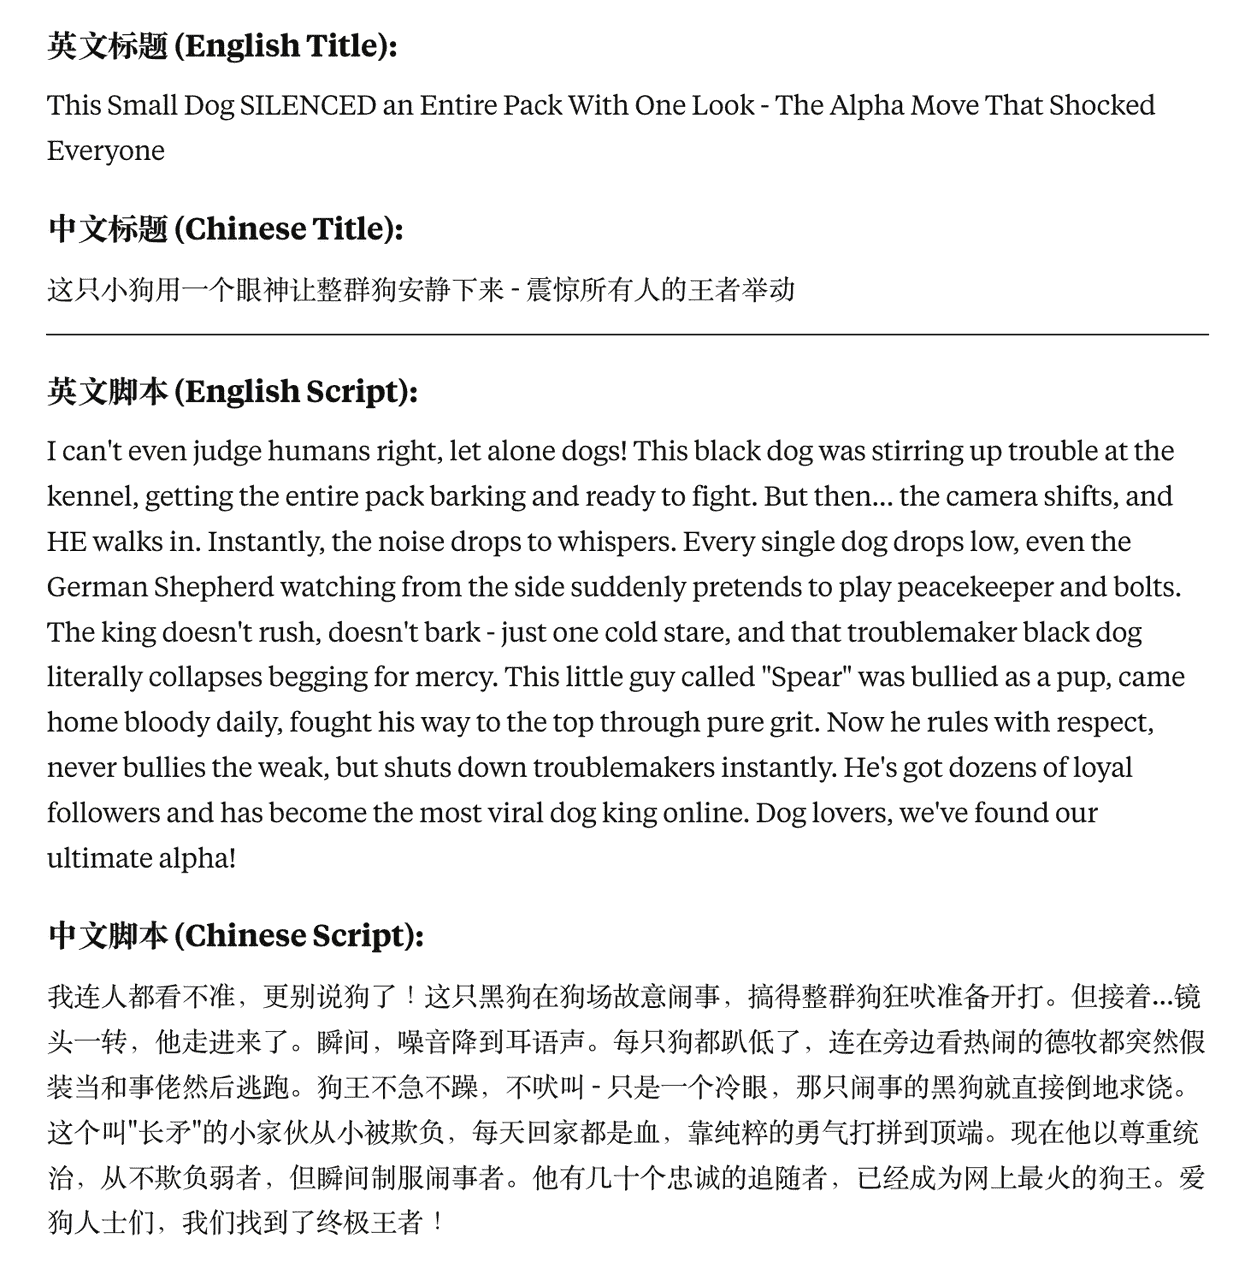 英文标题 (English Title):
This Small Dog SILENCED an Entire Pack With One Look - The Alpha Move That Shocked
Everyone
中文标题 (Chinese Title):
这只小狗用一个眼神让整群狗安静下来 - 震惊所有人的王者举动
英文脚本 (English Script):
I can't even judge humans right, let alone dogs! This black dog was stirring up trouble at the
kennel, getting the entire pack barking and ready to fight. But then... the camera shifts, and
HE walks in. Instantly, the noise drops to whispers. Every single dog drops low, even the
German Shepherd watching from the side suddenly pretends to play peacekeeper and bolts.
The king doesn't rush, doesn't bark - just one cold stare, and that troublemaker black dog
literally collapses begging for mercy. This little guy called "Spear" was bullied as a pup, came
home bloody daily, fought his way to the top through pure grit. Now he rules with respect,
never bullies the weak, but shuts down troublemakers instantly. He's got dozens of loyal
followers and has become the most viral dog king online. Dog lovers, we've found our
ultimate alpha!
中文脚本 (Chinese Script):
我连人都看不准，更别说狗了！这只黑狗在狗场故意闹事，搞得整群狗狂吠准备开打。但接着...镜
头一转，他走进来了。瞬间，噪音降到耳语声。每只狗都趴低了，连在旁边看热闹的德牧都突然假
装当和事佬然后逃跑。狗王不急不躁，不吠叫 - 只是一个冷眼，那只闹事的黑狗就直接倒地求饶。
这个叫"长矛"的小家伙从小被欺负，每天回家都是血，靠纯粹的勇气打拼到顶端。现在他以尊重统
治，从不欺负弱者，但瞬间制服闹事者。他有几十个忠诚的追随者，已经成为网上最火的狗王。爱
狗人士们，我们找到了终极王者！